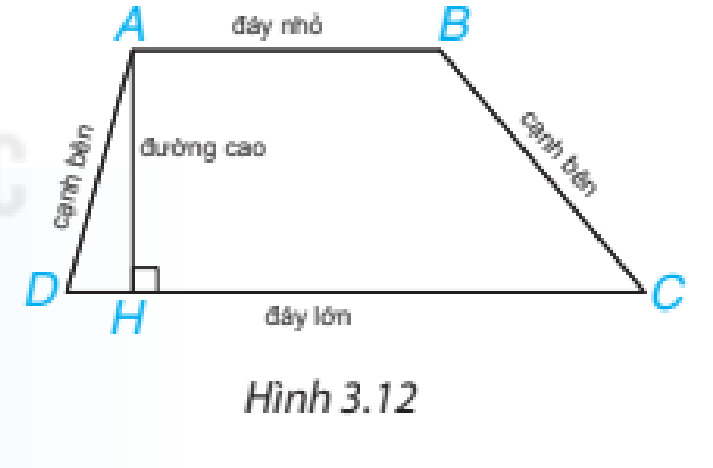 A
đáy nhỏ
B
cạnh bên
đường cao
cạnh bên
D
H
đáy lớn
C
Hình 3.12